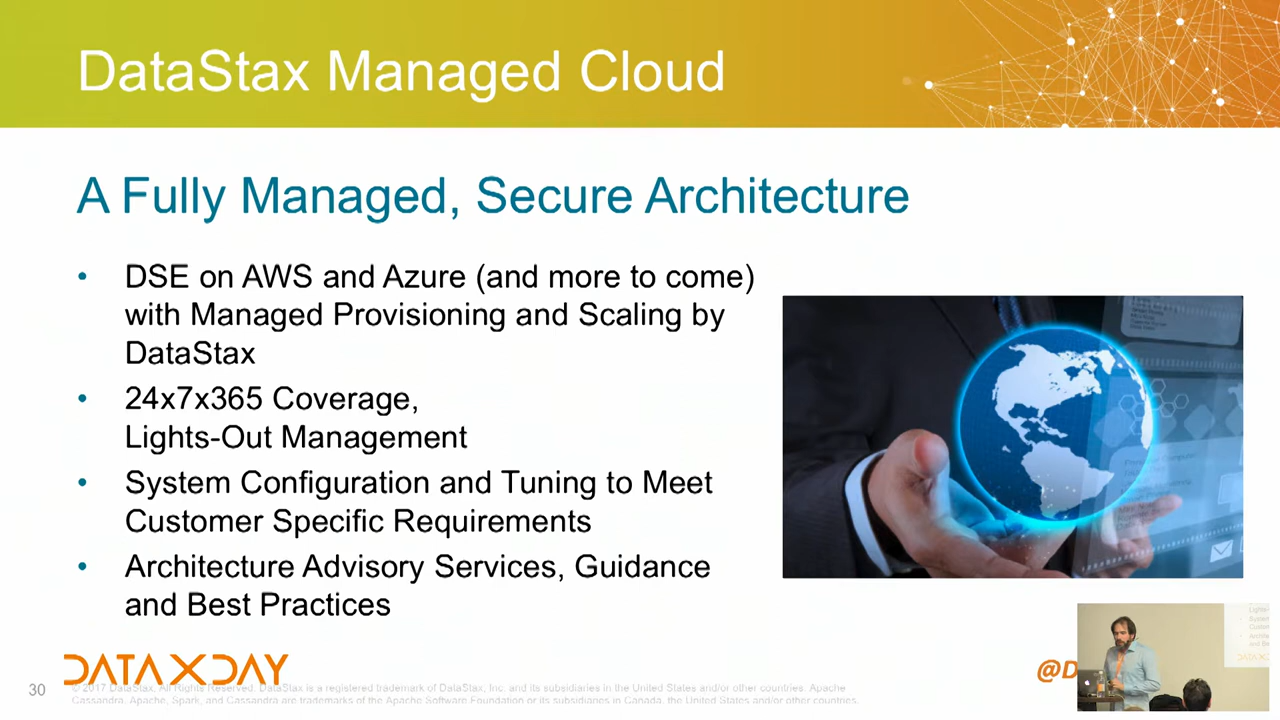 DataStax Managed Cloud
A Fully Managed, Secure Architecture
• DSE on AWS and Azure (and more to come)
with Managed Provisioning and Scaling by
DataStax
• 24x7x365 Coverage,
Lights-Out Management
• System Configuration and Tuning to Meet
Customer Specific Requirements
• Architecture Advisory Services, Guidance
and Best Practices
DATA X DAY
@D
30
© 2017 DataStax, All Rights Reserved. DataStax is a registered trademark of DataStax, Inc. and its subsidiaries in the United States and/or other countries. Apache
Cassandra, Apache, Spark, and Cassandra are trademarks of the Apache Software Foundation or its subsidiaries in Canada, the United States and/or other countries.